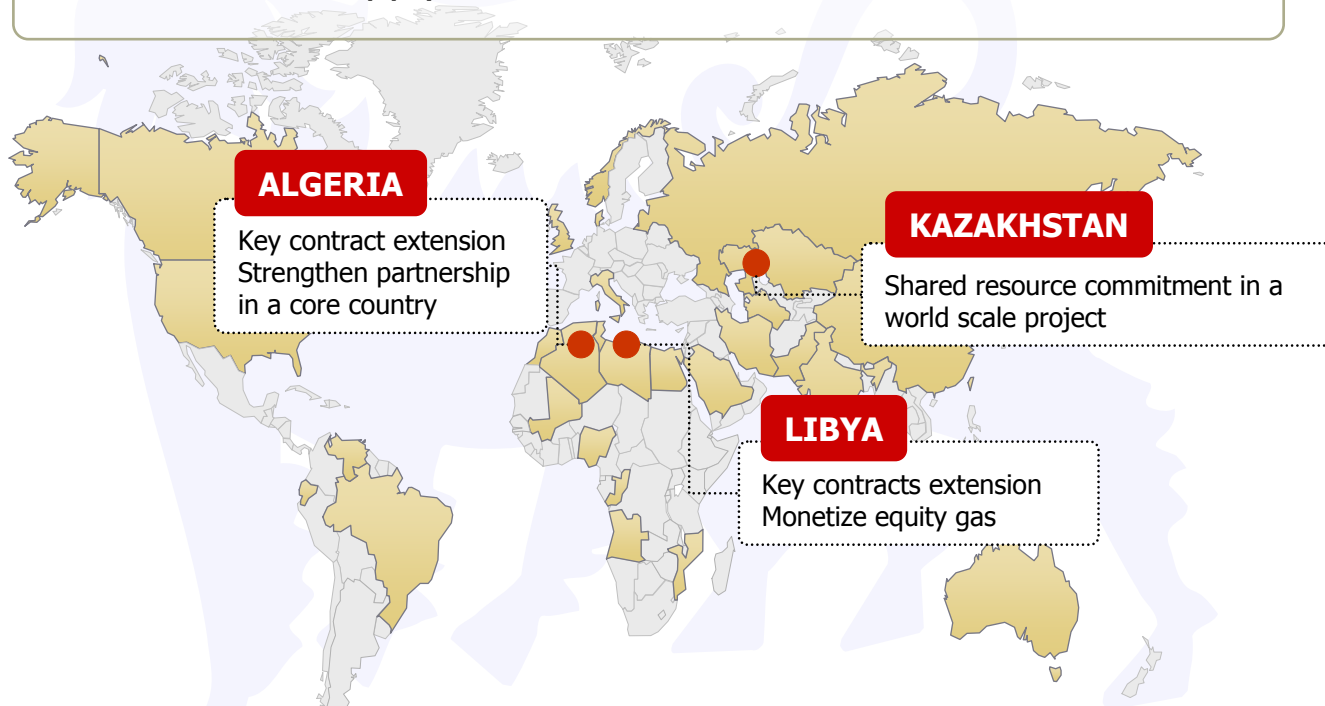 ALGERIA
Key contract extension
Strengthen partnership
in a core country
KAZAKHSTAN
Shared resource commitment in a
world scale project
LIBYA
Key contracts extension
Monetize equity gas